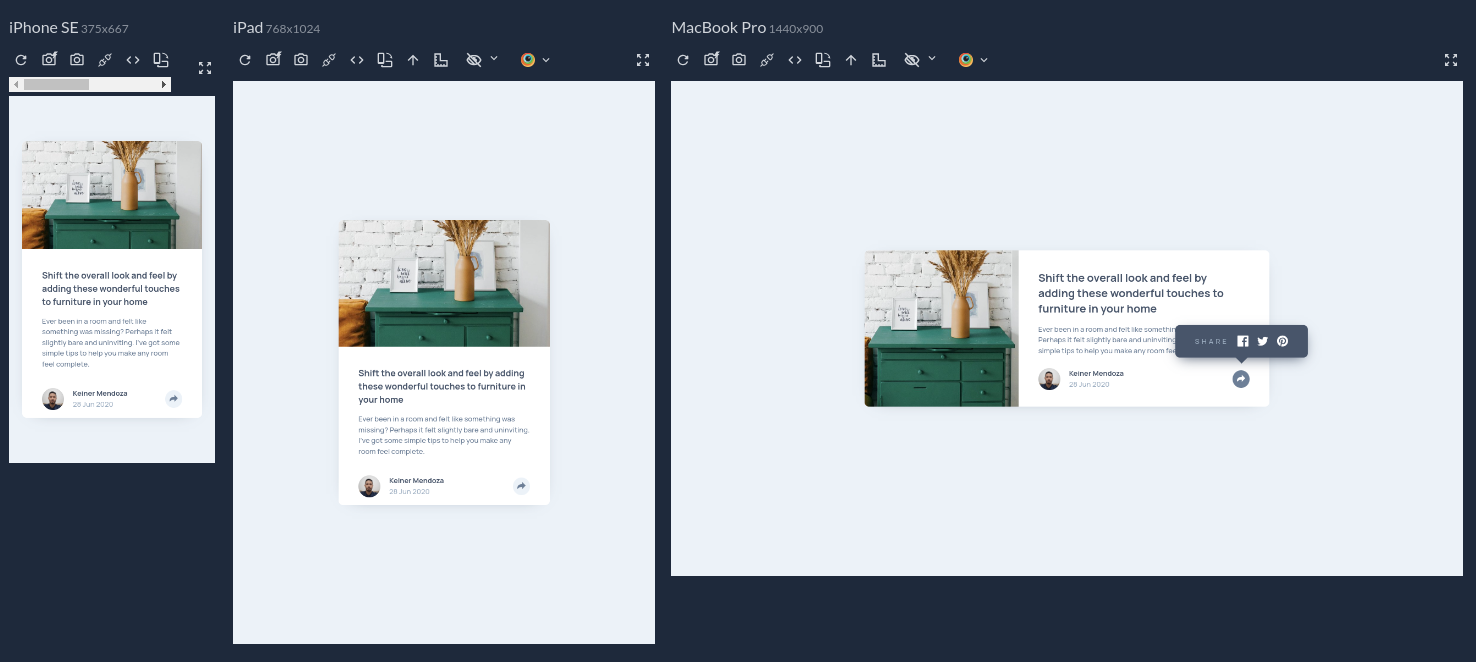 iPhone SE 375x667
Shift the overall look and feel by
adding these wonderful touches
to furniture in your home
Ever been in a room and felt like
something was missing? Perhaps it felt
slightly bare and uninviting. I've got some
simple tips to help you make any room
feel complete.
Keiner Mendoza
28 Jun 2020
iPad 768x1024
Shift the overall look and feel by adding
these wonderful touches to furniture in
your home
Ever been in a room and felt like something was
missing? Perhaps it felt slightly bare and uninviting.
I've got some simple tips to help you make any
room feel complete.
Keiner Mendoza
28 Jun 2020
MacBook Pro 1440x900
Shift the overall look and feel by
adding these wonderful touches to
furniture in your home
Ever been in a room and felt like somethin
Perhaps it felt slightly bare and uninviting
simple tips to help you make any room fee
SHARE
Keiner Mendoza
28 Jun 2020